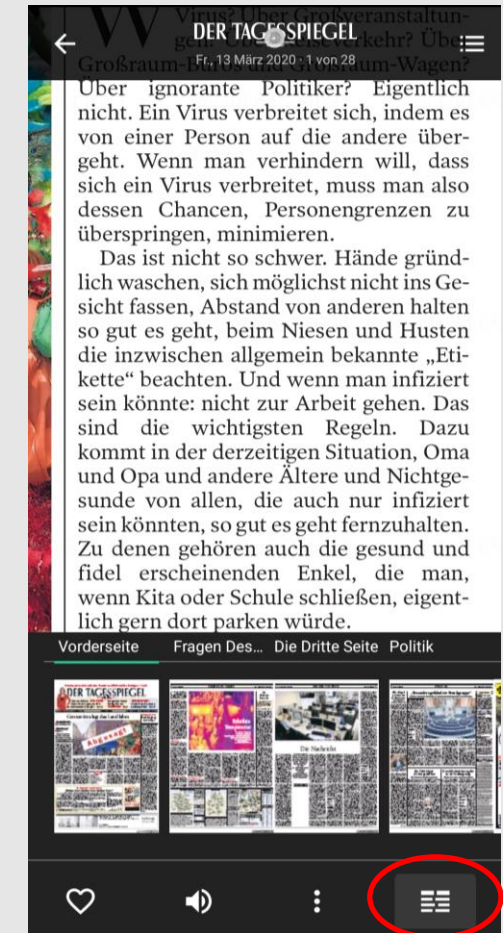 W
Virus? Über Großveranstaltun-
DER TAGESSPIEGEL
Fr., 13 März 2020 · 1 von 28
Großraum-Büros und Großraum-Wagen?
Über ignorante Politiker? Eigentlich
nicht. Ein Virus verbreitet sich, indem es
von einer Person auf die andere über-
geht. Wenn man verhindern will, dass
sich ein Virus verbreitet, muss man also
dessen Chancen, Personengrenzen zu
überspringen, minimieren.
Das ist nicht so schwer. Hände gründ-
lich waschen, sich möglichst nicht ins Ge-
sicht fassen, Abstand von anderen halten
so gut es geht, beim Niesen und Husten
die inzwischen allgemein bekannte „Eti-
kette“ beachten. Und wenn man infiziert
sein könnte: nicht zur Arbeit gehen. Das
sind die wichtigsten Regeln. Dazu
kommt in der derzeitigen Situation, Oma
und Opa und andere Ältere und Nichtge-
sunde von allen, die auch nur infiziert
sein könnten, so gut es geht fernzuhalten.
Zu denen gehören auch die gesund und
fidel erscheinenden Enkel, die man,
wenn Kita oder Schule schließen, eigent-
lich gern dort parken würde.
Vorderseite Fragen Des... Die Dritte Seite Politik
DER TAGESSPIEGEL
Abgesagt